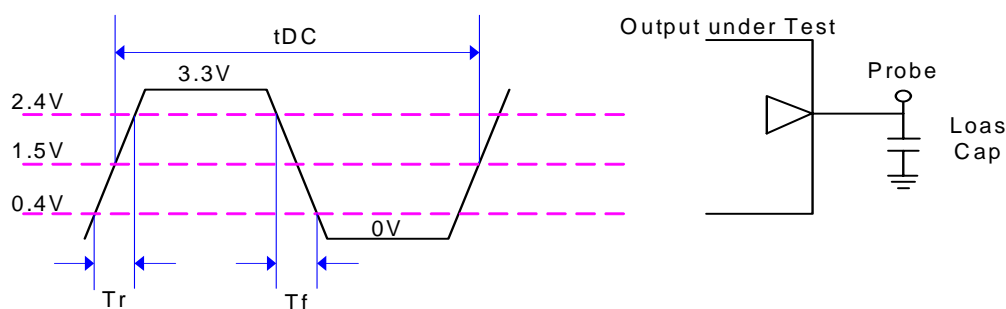 tDC
3.3V
2.4V
1.5V
0.4V
0V
Tr
Tf
Output under Test
Probe
Loas
Cap